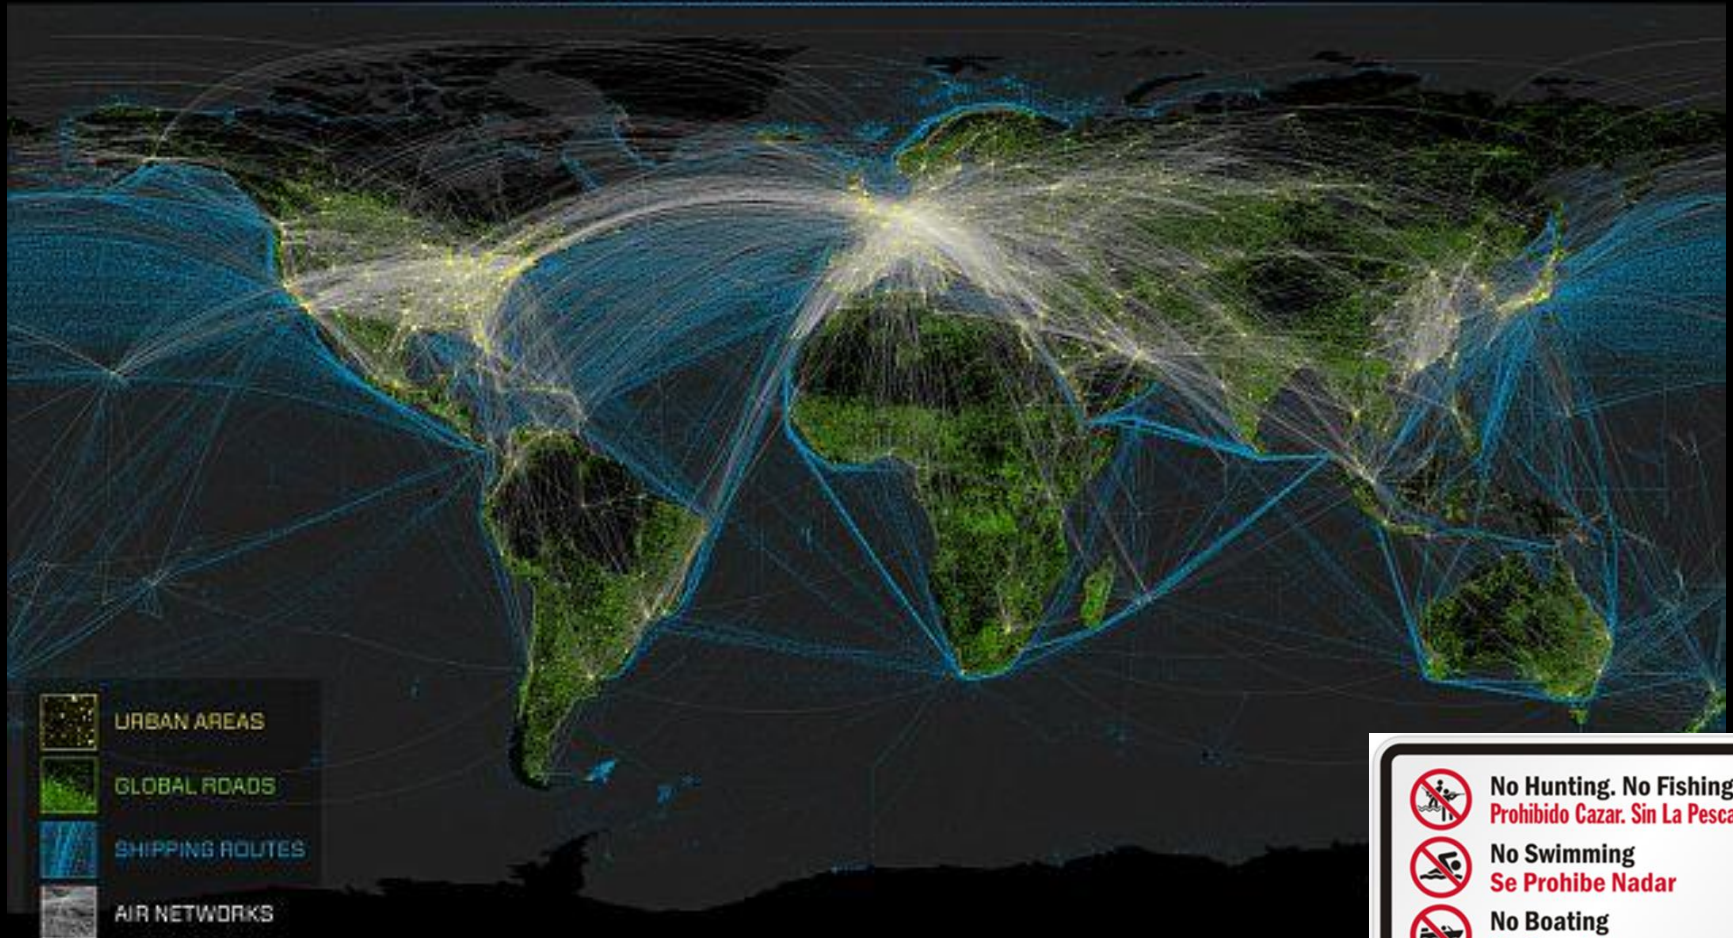 URBAN AREAS
GLOBAL ROADS
SHIPPING ROUTES
AIR NETWORKS
No Hunting. No Fishing
Prohibido Cazar. Sin La Pesca
No Swimming
Se Prohibe Nadar
No Boating